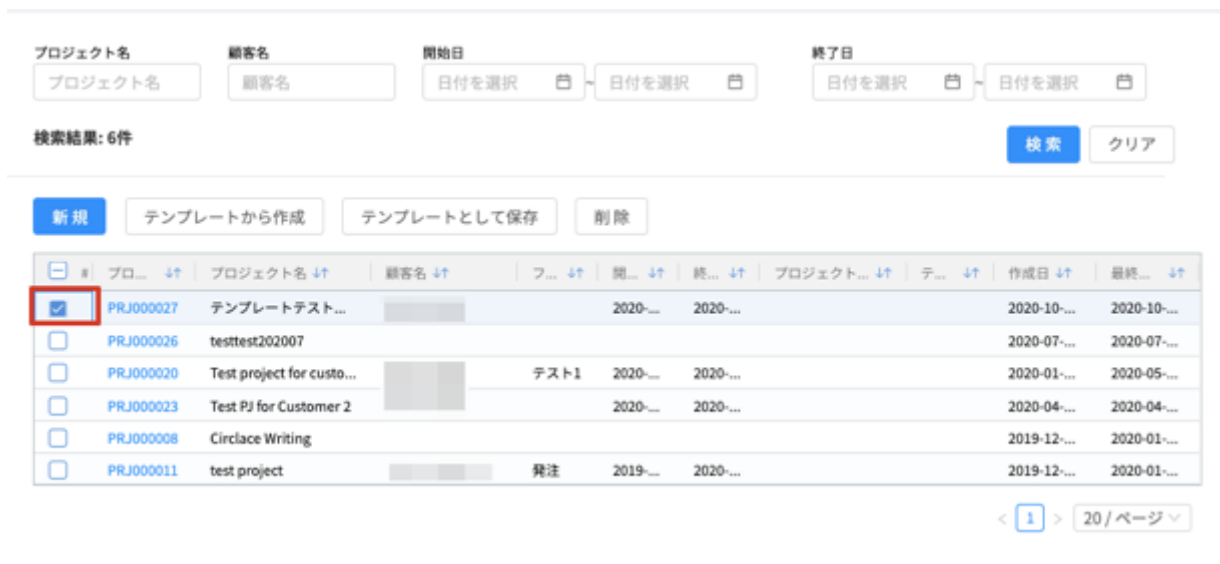 プロジェクト名 顧客名 開始日 終了日
プロジェクト名 顧客名 日付を選択 ~ 日付を選択 日付を選択 ~ 日付を選択
検索結果: 6件 検索 クリア
新規 テンプレートから作成 テンプレートとして保存 削除
# プロ... プロジェクト名 顧客名 フ... 開... 終... プロジェクト... テ... 作成日 最終...
PRJ000027 テンプレートテスト... 2020-... 2020-... 2020-10-... 2020-10-...
PRJ000026 testtest202007 2020-07-... 2020-07-...
PRJ000020 Test project for custo... テスト1 2020-... 2020-... 2020-01-... 2020-05-...
PRJ000023 Test PJ for Customer 2 2020-... 2020-... 2020-04-... 2020-04-...
PRJ000008 Circlace Writing 2019-12-... 2020-01-...
PRJ000011 test project 発注 2019-... 2020-... 2019-12-... 2020-01-...
< 1 > 20 / ページ